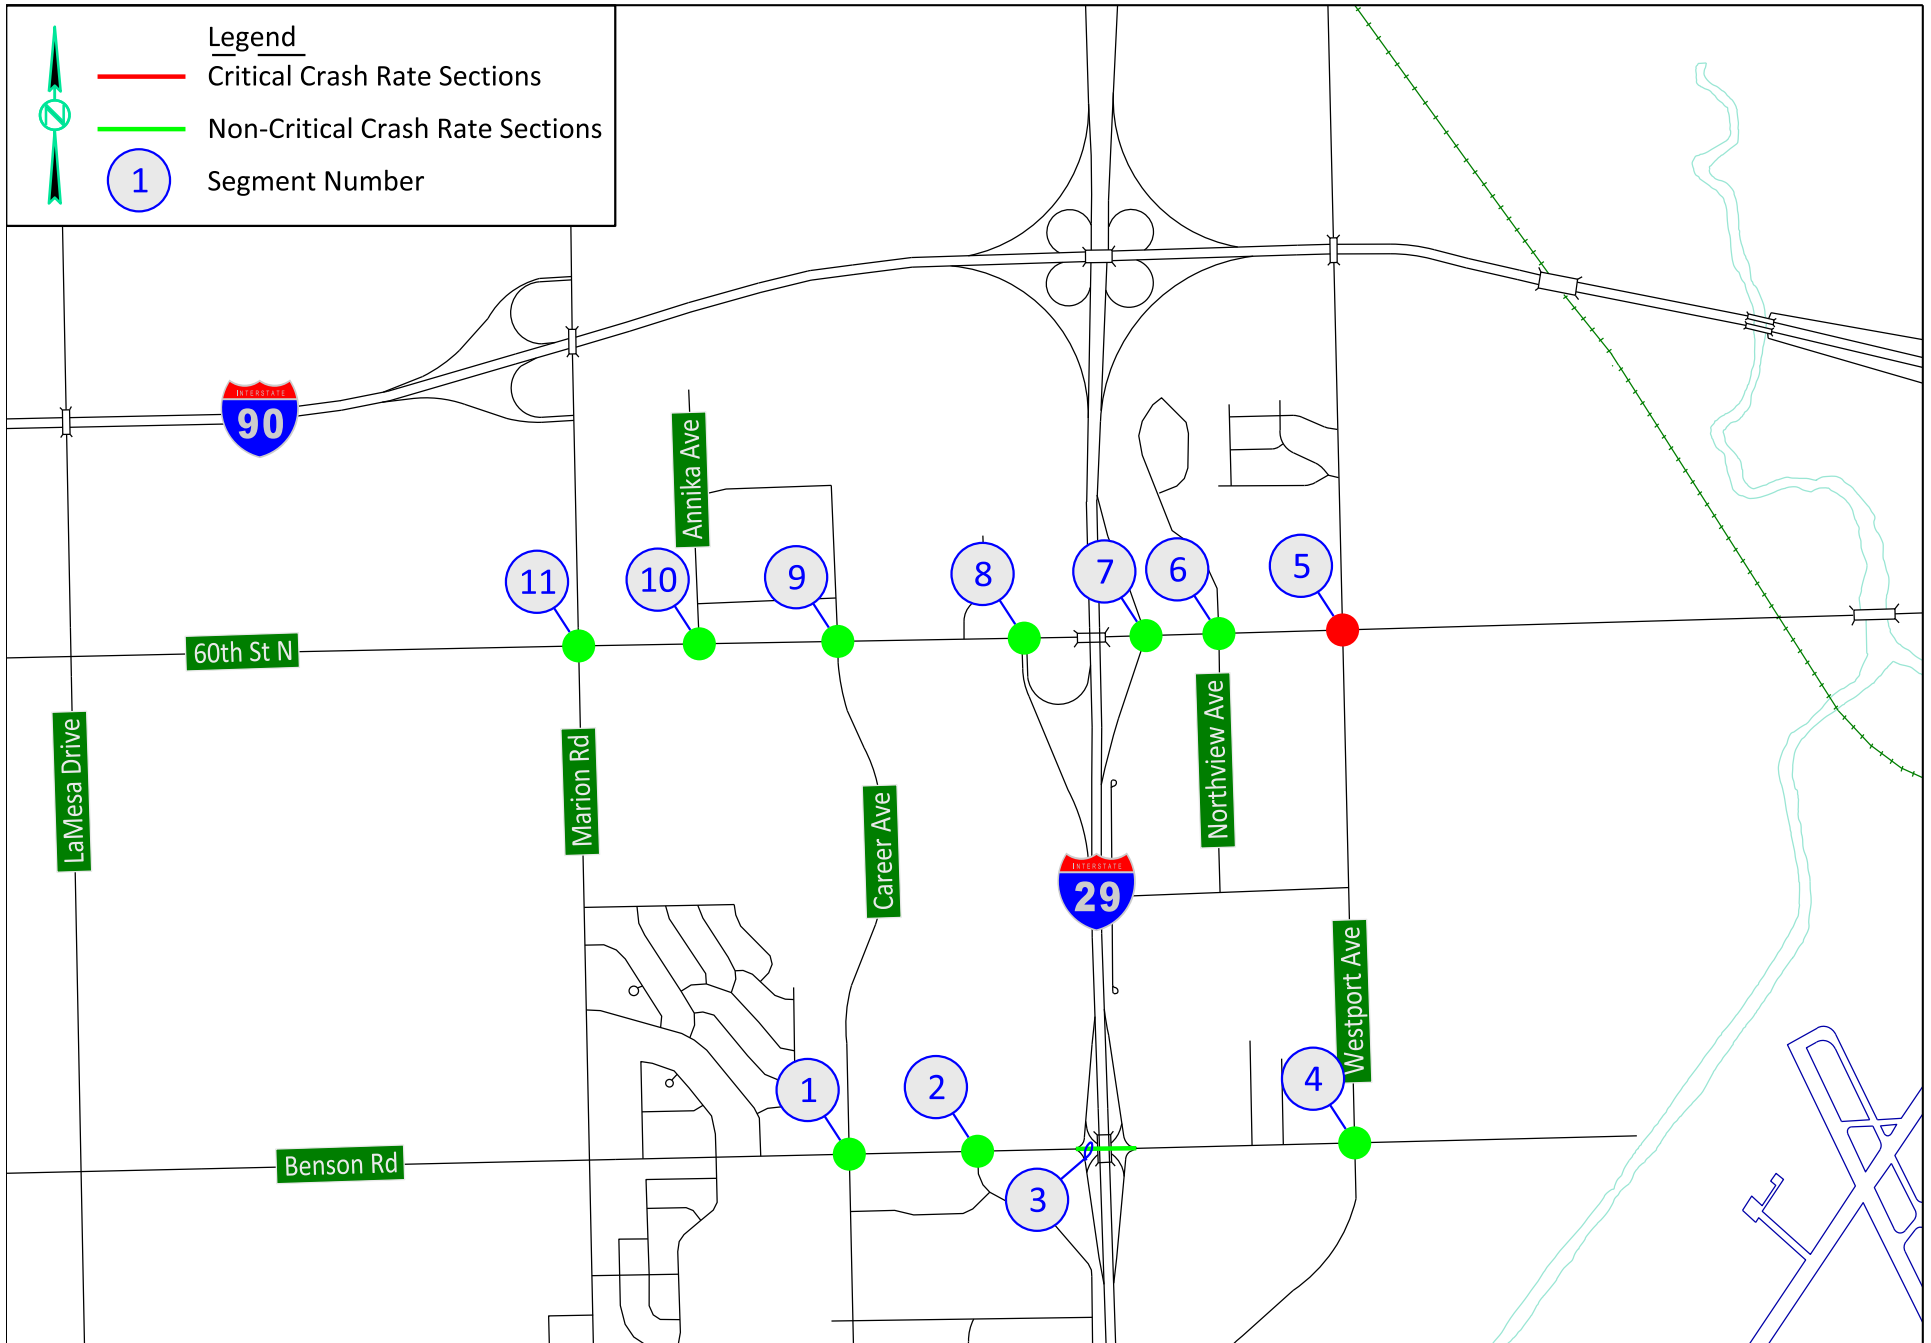 Legend
Critical Crash Rate Sections
Non-Critical Crash Rate Sections
1
Segment Number
N
INTERSTATE
90
Annika Ave
11
10
9
8
7
6
5
60th St N
LaMesa Drive
Marion Rd
Career Ave
Northview Ave
INTERSTATE
29
Westport Ave
1
2
3
4
Benson Rd